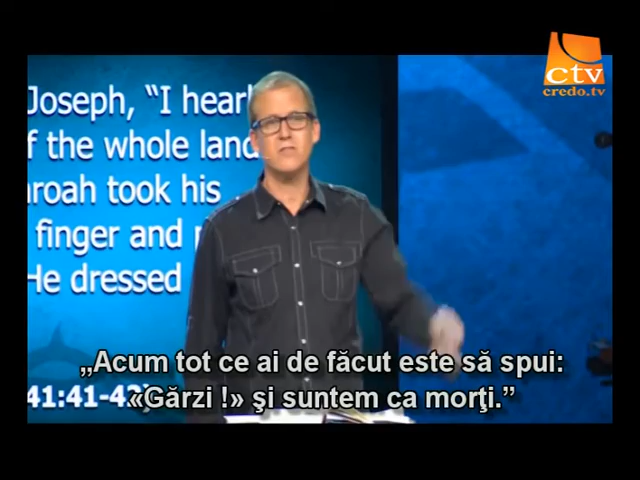 ctv
credo.tv
Joseph, “I hear
f the whole land
aroah took his
finger and
He dressed
41:41-42)
„Acum tot ce ai de făcut este să spui:
«Gărzi !» şi suntem ca morţi.”